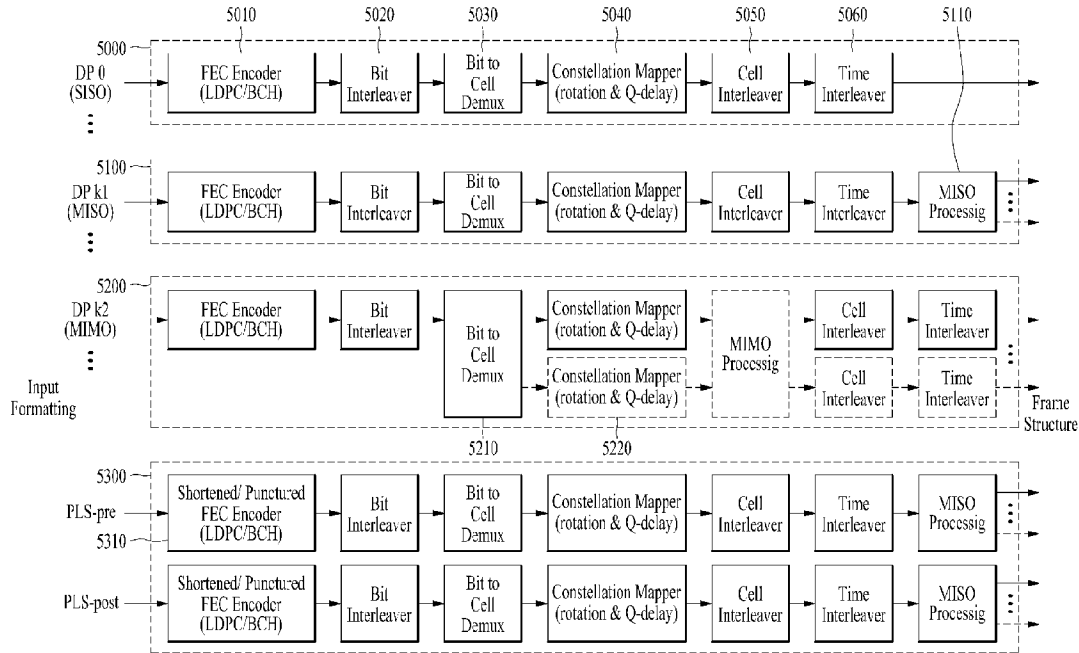 5010 5020 5030 5040 5050 5060 5110
5000
DP 0
(SISO)
FEC Encoder
(LDPC/BCH)
Bit
Interleaver
Bit to
Cell
Demux
Constellation Mapper
(rotation & Q-delay)
Cell
Interleaver
Time
Interleaver
5100
DP k1
(MISO)
FEC Encoder
(LDPC/BCH)
Bit
Interleaver
Bit to
Cell
Demux
Constellation Mapper
(rotation & Q-delay)
Cell
Interleaver
Time
Interleaver
MISO
Processig
5200
DP k2
(MIMO)
FEC Encoder
(LDPC/BCH)
Bit
Interleaver
Bit to
Cell
Demux
Constellation Mapper
(rotation & Q-delay)
MIMO
Processig
Cell
Interleaver
Time
Interleaver
Constellation Mapper
(rotation & Q-delay)
Cell
Interleaver
Time
Interleaver
Input
Formatting
Frame
Structure
5210 5220
5300
PLS-pre
5310
Shortened/ Punctured
FEC Encoder
(LDPC/BCH)
Bit
Interleaver
Bit to
Cell
Demux
Constellation Mapper
(rotation & Q-delay)
Cell
Interleaver
Time
Interleaver
MISO
Processig
PLS-post
Shortened/ Punctured
FEC Encoder
(LDPC/BCH)
Bit
Interleaver
Bit to
Cell
Demux
Constellation Mapper
(rotation & Q-delay)
Cell
Interleaver
Time
Interleaver
MISO
Processig